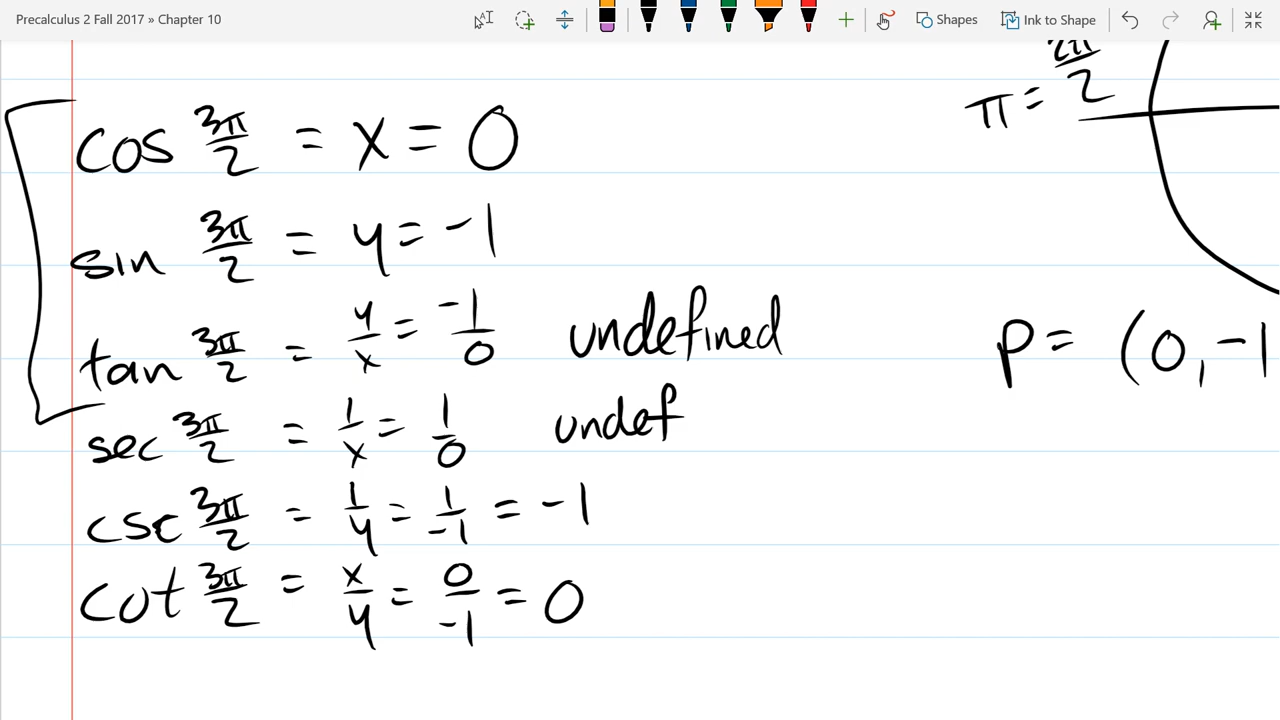 Precalculus 2 Fall 2017 » Chapter 10
Shapes
Ink to Shape
cos 3π/2 = x = 0
sin 3π/2 = y = -1
tan 3π/2 = y/x = -1/0 undefined
sec 3π/2 = 1/x = 1/0 undef
csc 3π/2 = 1/y = 1/-1 = -1
cot 3π/2 = x/y = 0/-1 = 0
π = 2π/2
P = (0, -1